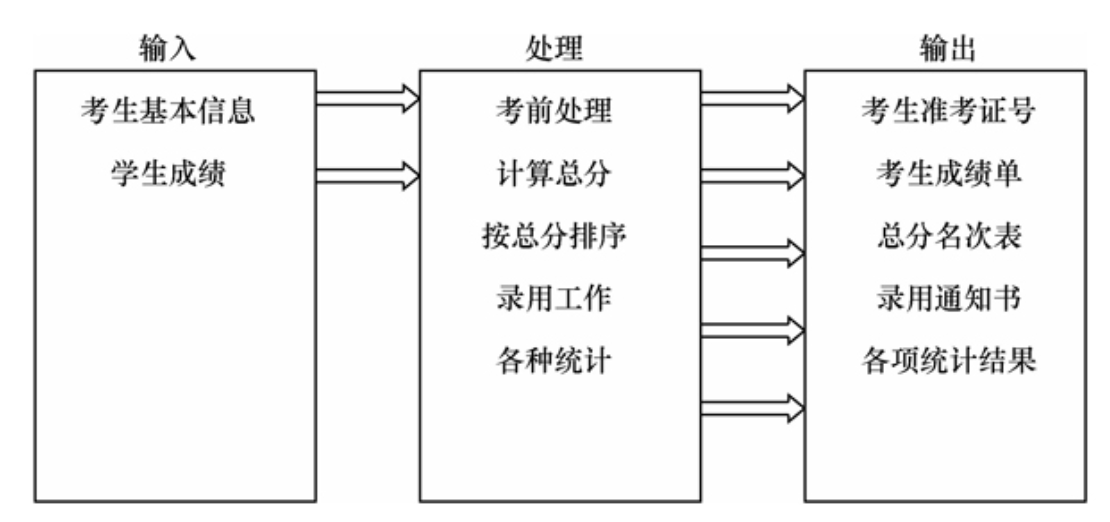 输入
考生基本信息
学生成绩
处理
考前处理
计算总分
按总分排序
录用工作
各种统计
输出
考生准考证号
考生成绩单
总分名次表
录用通知书
各项统计结果